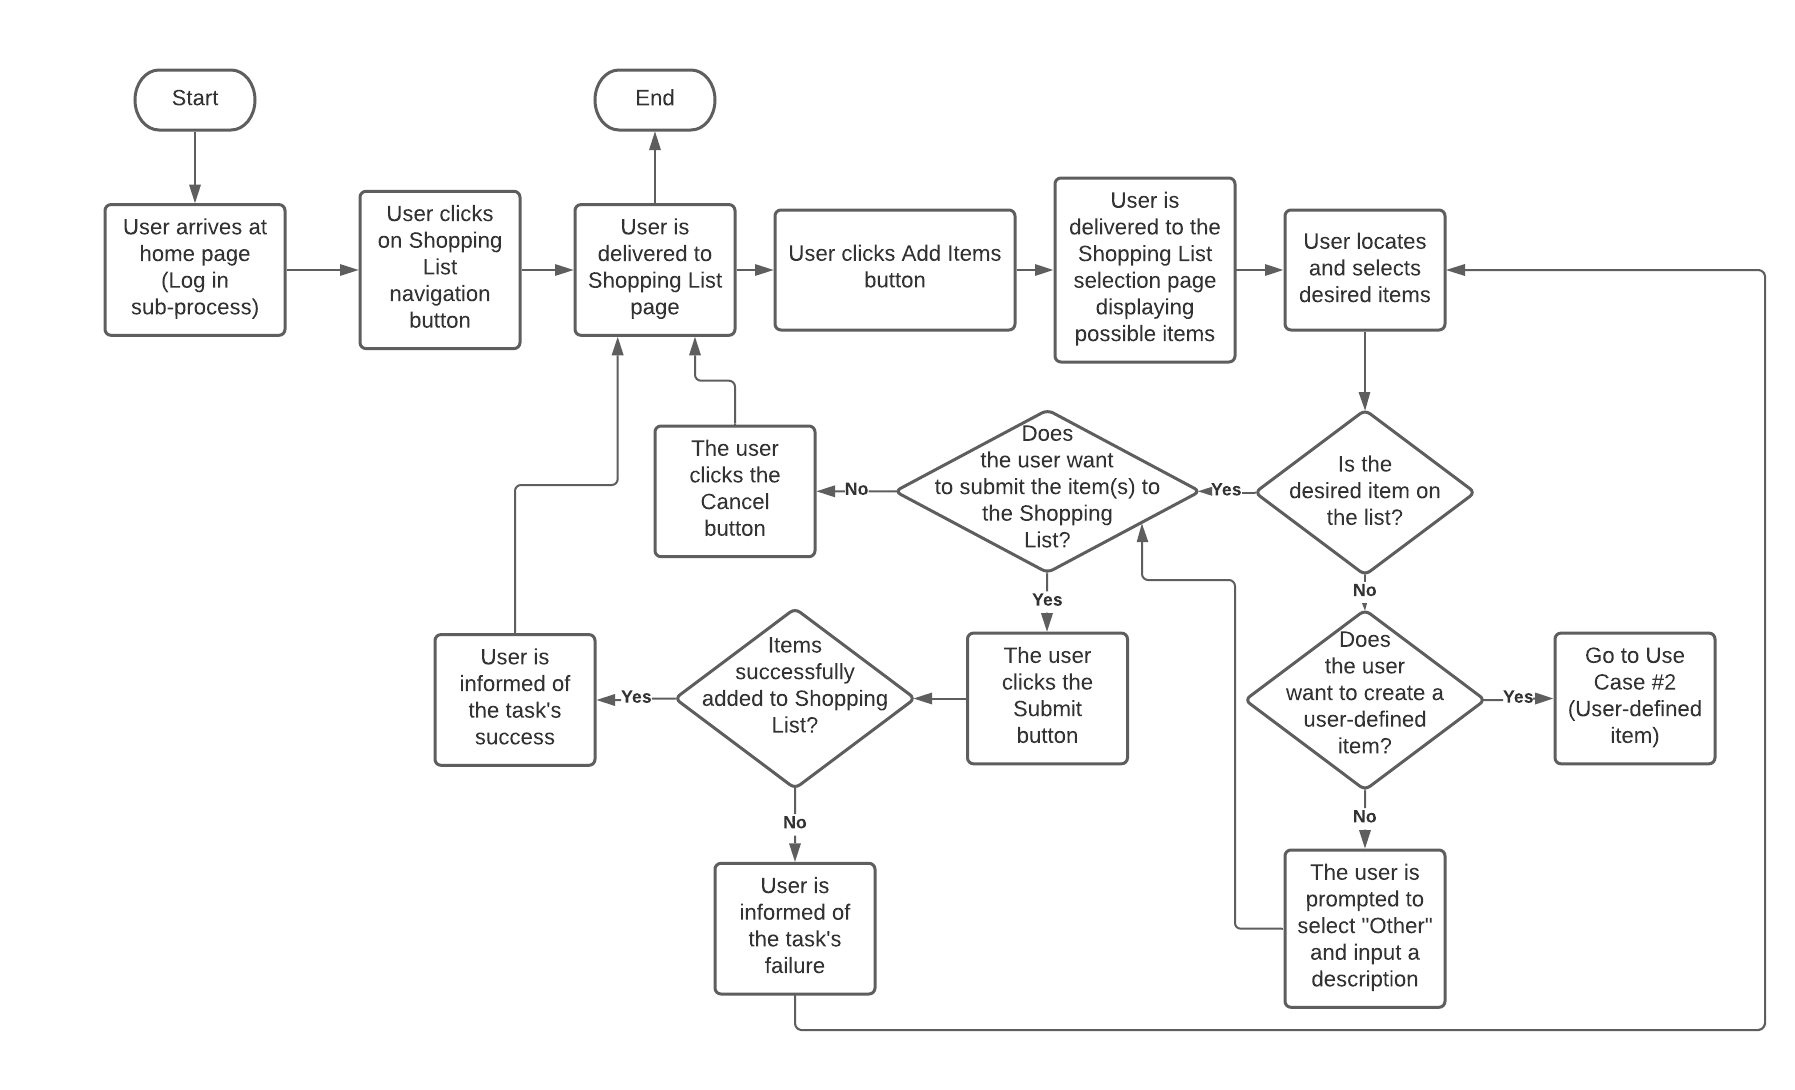 Start
End
User arrives at
home page
(Log in
sub-process)
User clicks
on Shopping
List
navigation
button
User is
delivered to
Shopping List
page
User clicks Add Items
button
User is
delivered to the
Shopping List
selection page
displaying
possible items
User locates
and selects
desired items
The user
clicks the
Cancel
button
No
Does
the user want
to submit the item(s) to
the Shopping
List?
Yes
Is the
desired item on
the list?
Yes
No
User is
informed of
the task's
success
Yes
Items
successfully
added to Shopping
List?
The user
clicks the
Submit
button
Does
the user
want to create a
user-defined
item?
Yes
Go to Use
Case #2
(User-defined
item)
No
No
User is
informed of
the task's
failure
The user is
prompted to
select "Other"
and input a
description